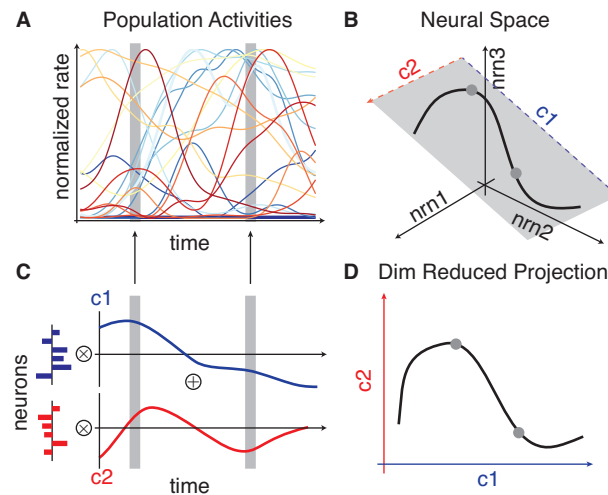 A Population Activities
normalized rate
time
B Neural Space
c2
nrn3
c1
nrn1
nrn2
C
c1
neurons
c2
time
D Dim Reduced Projection
c2
c1